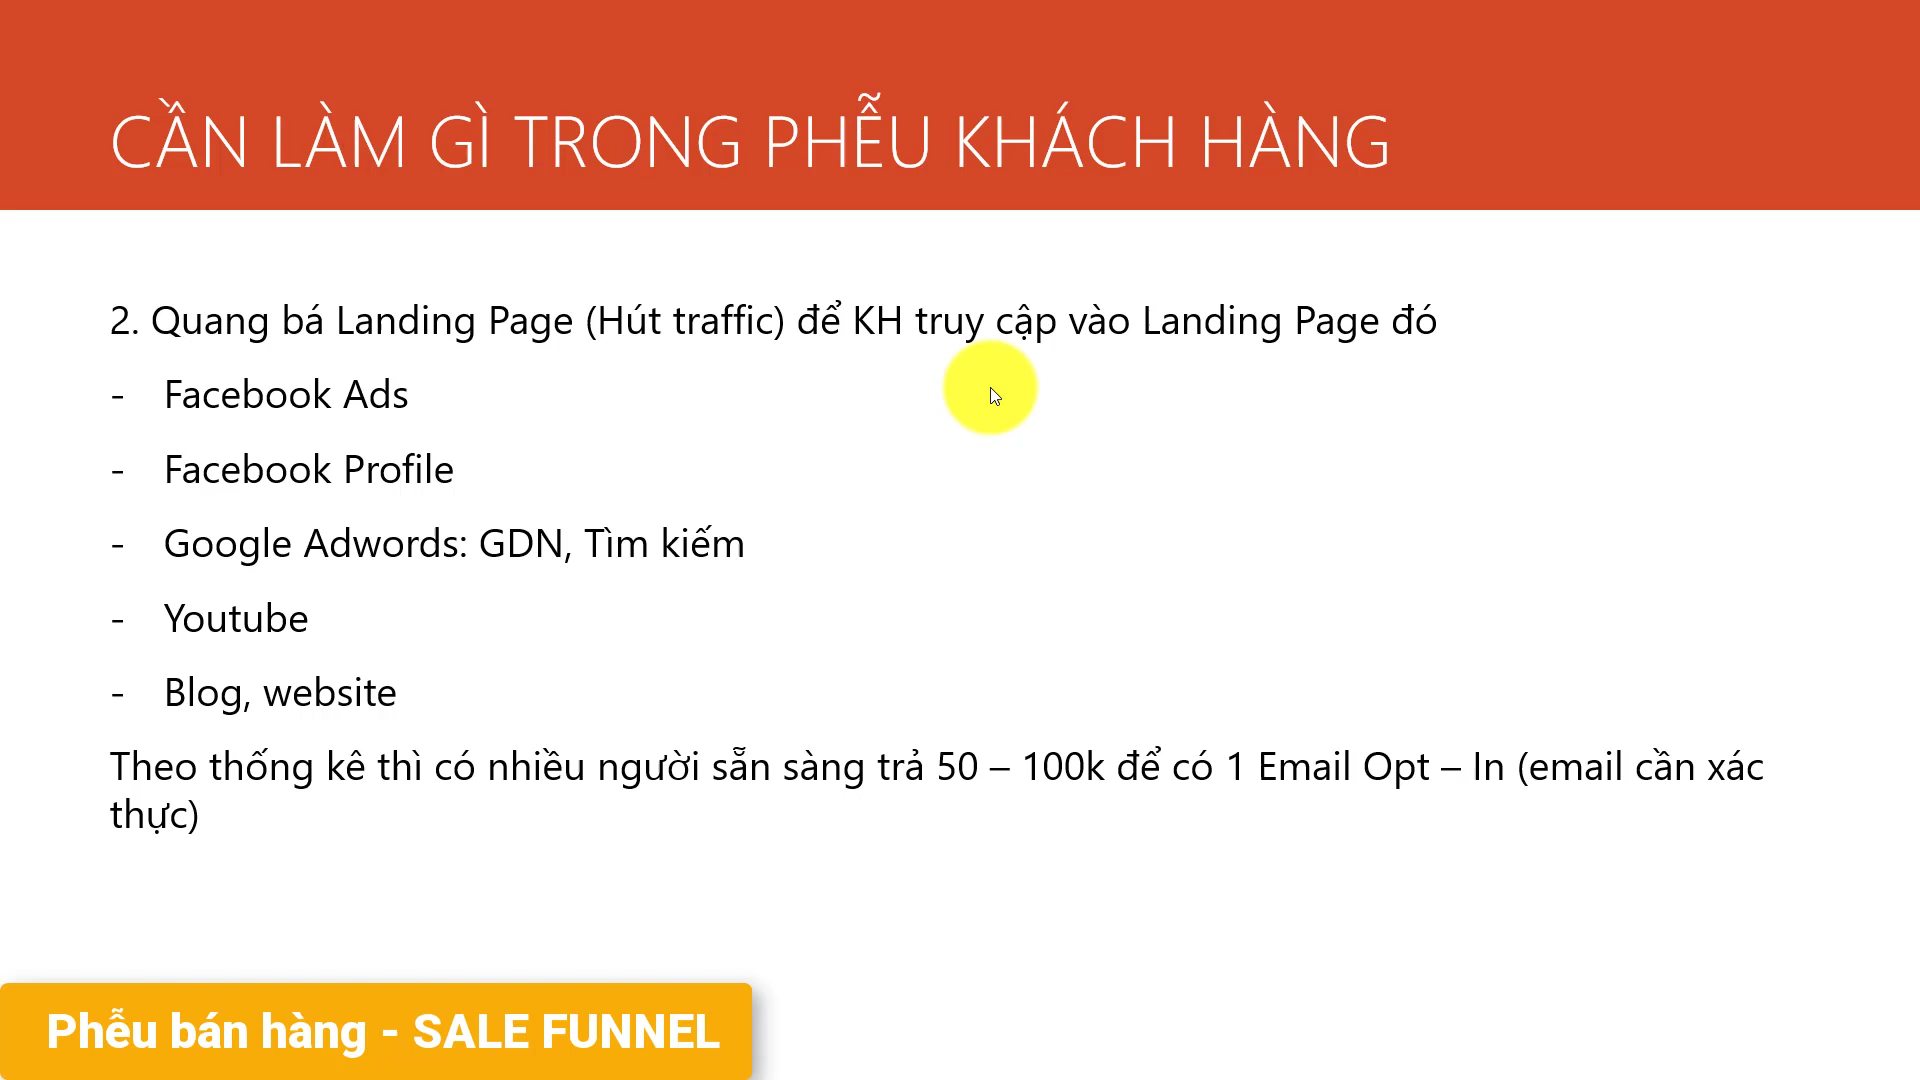 CẦN LÀM GÌ TRONG PHỄU KHÁCH HÀNG
2. Quang bá Landing Page (Hút traffic) để KH truy cập vào Landing Page đó
- Facebook Ads
- Facebook Profile
- Google Adwords: GDN, Tìm kiếm
- Youtube
- Blog, website
Theo thống kê thì có nhiều người sẵn sàng trả 50 – 100k để có 1 Email Opt – In (email cần xác
thực)
Phễu bán hàng - SALE FUNNEL